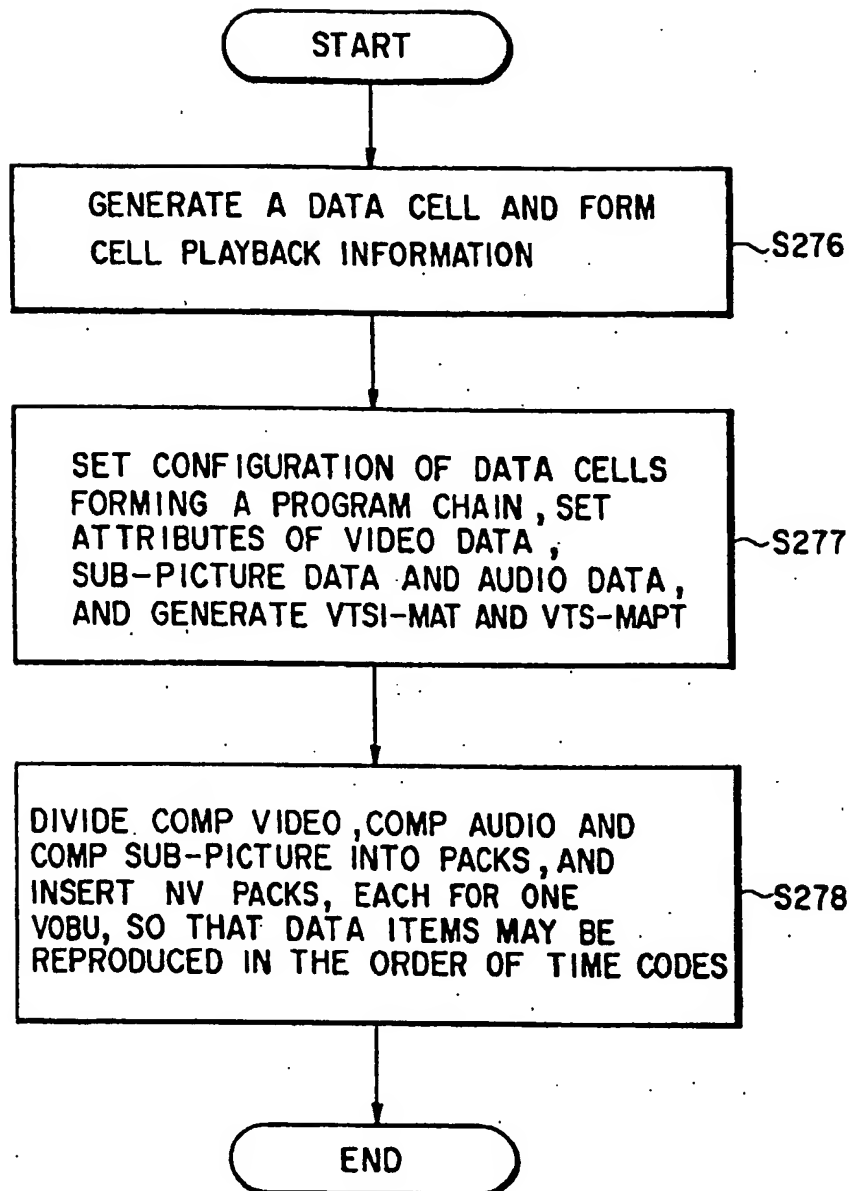 START
GENERATE A DATA CELL AND FORM
CELL PLAYBACK INFORMATION
S276
SET CONFIGURATION OF DATA CELLS
FORMING A PROGRAM CHAIN, SET
ATTRIBUTES OF VIDEO DATA,
SUB-PICTURE DATA AND AUDIO DATA,
AND GENERATE VTSI-MAT AND VTS-MAPT
S277
DIVIDE COMP VIDEO, COMP AUDIO AND
COMP SUB-PICTURE INTO PACKS, AND
INSERT NV PACKS, EACH FOR ONE
VOBU, SO THAT DATA ITEMS MAY BE
REPRODUCED IN THE ORDER OF TIME CODES
S278
END